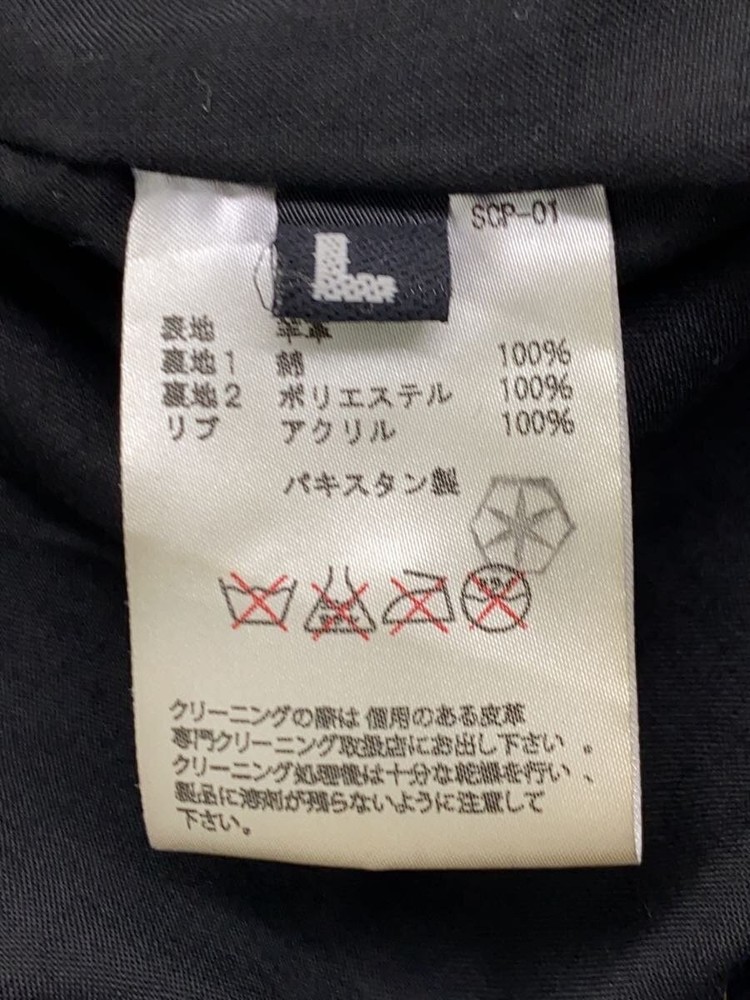 SCP-01
L
表地 羊革
裏地1 綿 100%
裏地2 ポリエステル 100%
リブ アクリル 100%
パキスタン製
クリーニングの際は信用のある皮革
専門クリーニング取扱店にお出し下さい。
クリーニング処理後は十分な乾燥を行い、
製品に溶剤が残らないように注意して
下さい。